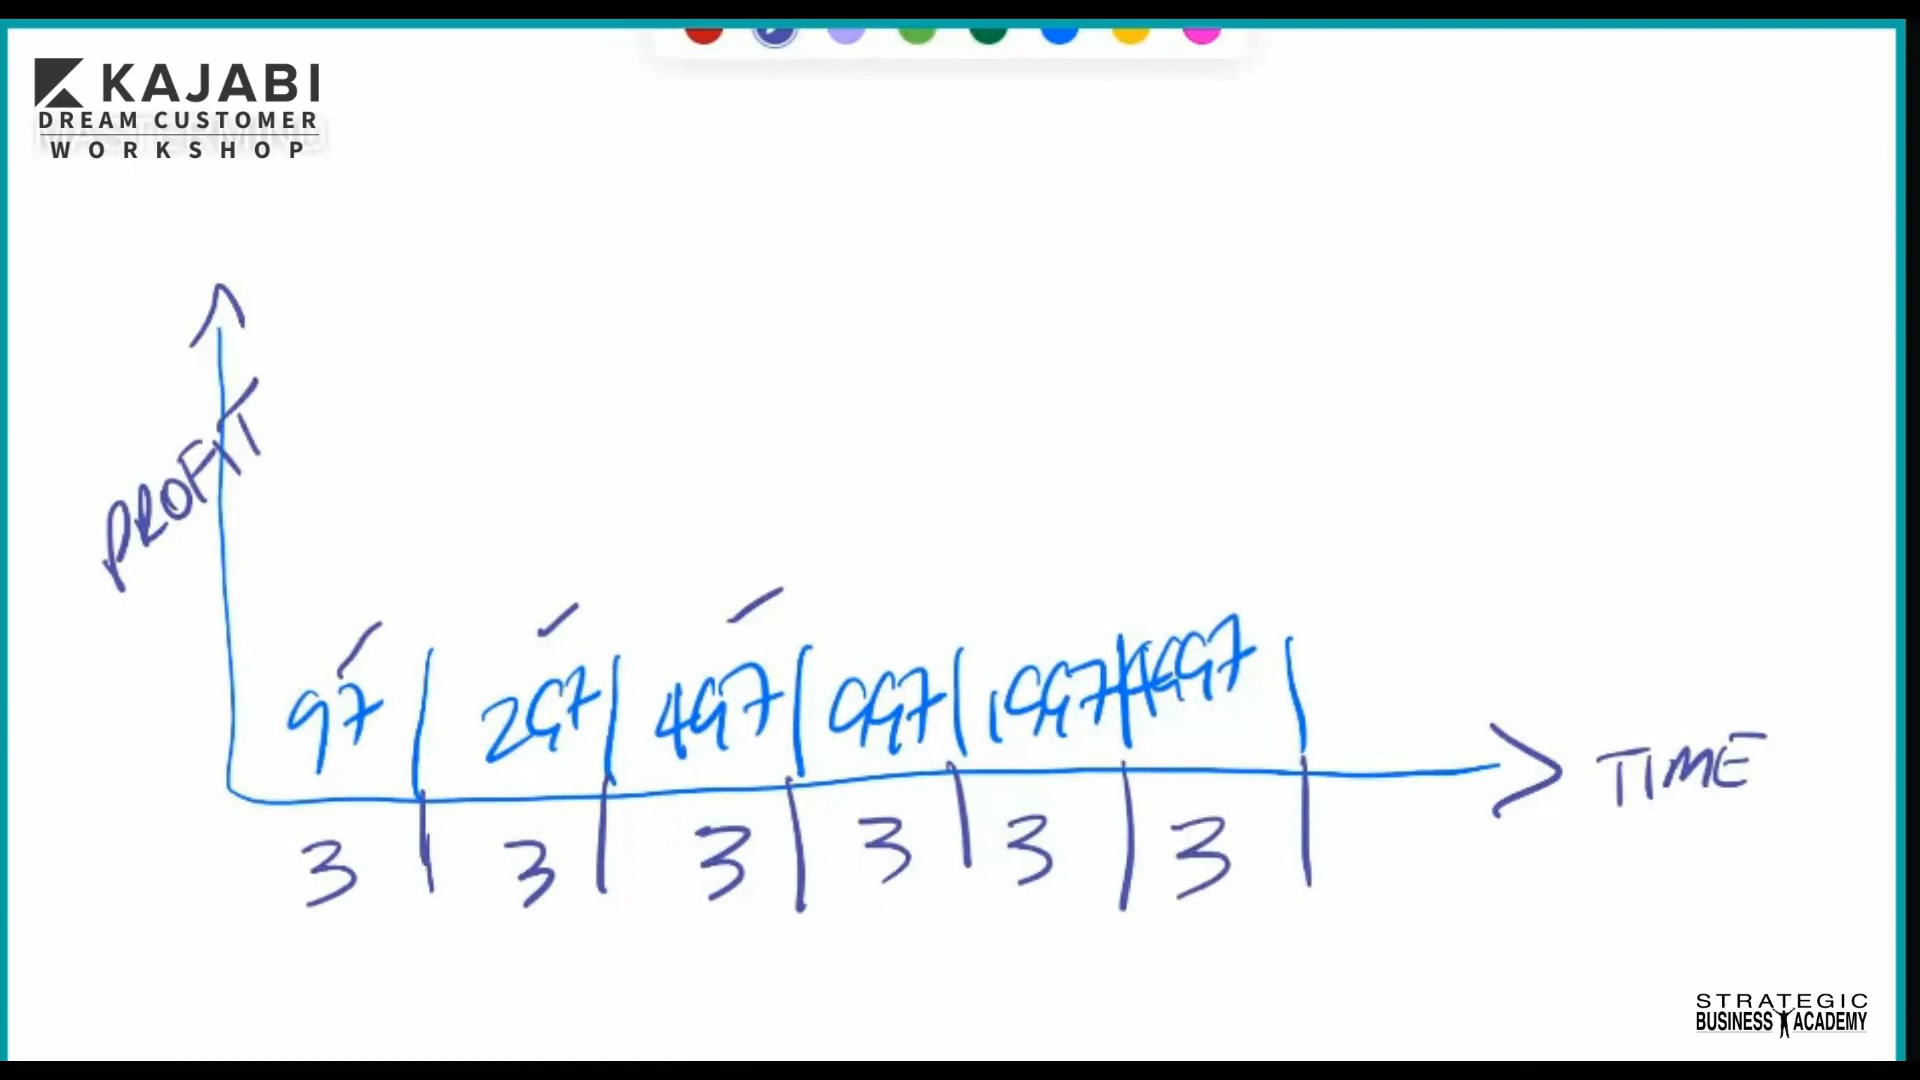 KAJABI
DREAM CUSTOMER
WORKSHOP
PROFIT
97 297 497 997 1997
TIME
3 3 3 3 3 3
STRATEGIC
BUSINESS ACADEMY